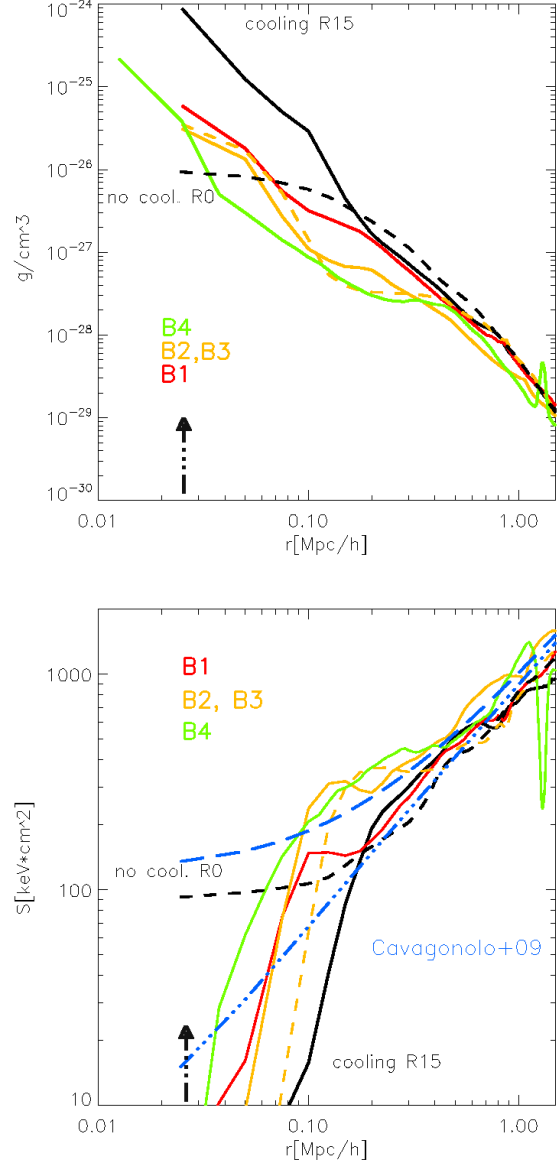 10^-24
cooling R15
10^-25
10^-26
no cool. R0
10^-27
g/cm^3
10^-28
B4
B2,B3
B1
10^-29
10^-30
0.01 0.10 1.00
r[Mpc/h]
1000
B1
B2, B3
B4
S[keV*cm^2]
no cool. R0
100
Cavagonolo+09
cooling R15
10
0.01 0.10 1.00
r[Mpc/h]